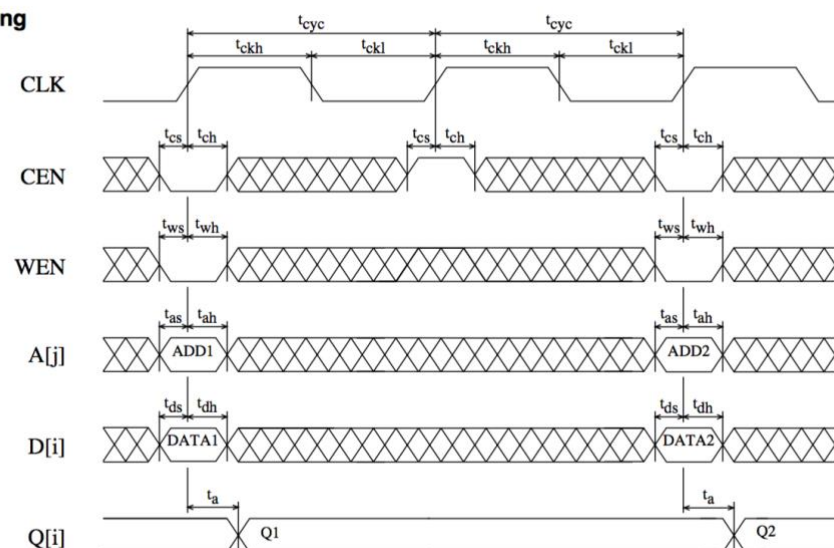 ng
tcyc tcyc
tckh tckl tckh tckl
CLK
tcs tch tcs tch tcs tch
CEN
tws twh tws twh
WEN
tas tah tas tah
A[j] ADD1 ADD2
tds tdh tds tdh
D[i] DATA1 DATA2
ta ta
Q[i] Q1 Q2